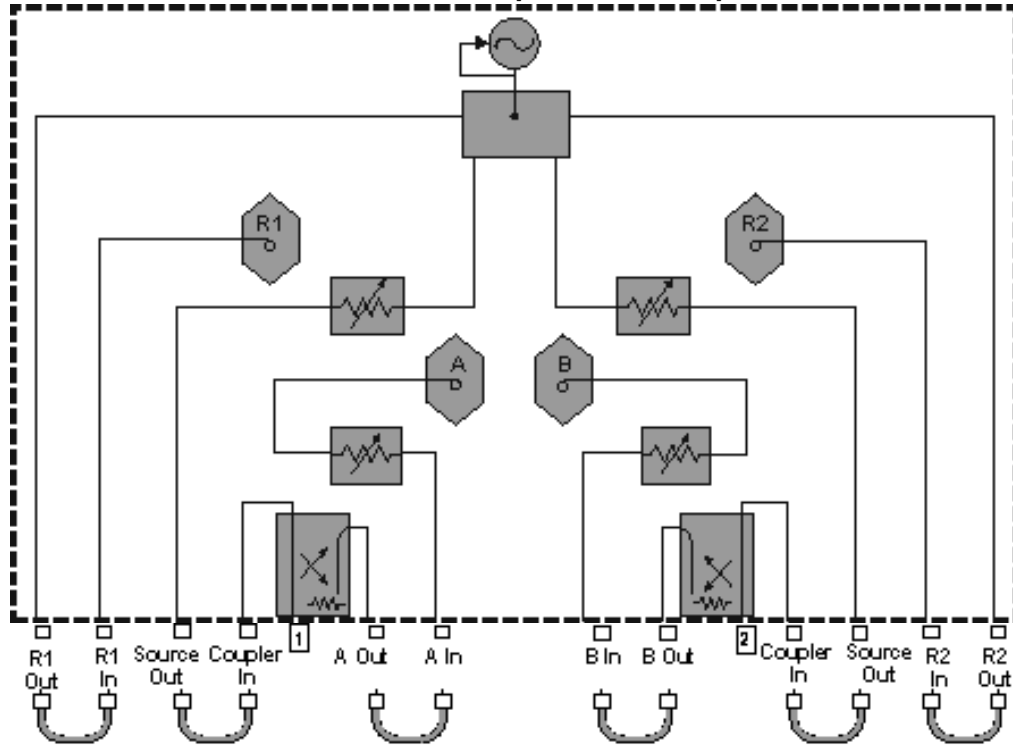 R1
R2
A
B
1
2
R1 Out
R1 In
Source Out
Coupler In
A Out
A In
B In
B Out
Coupler In
Source Out
R2 In
R2 Out